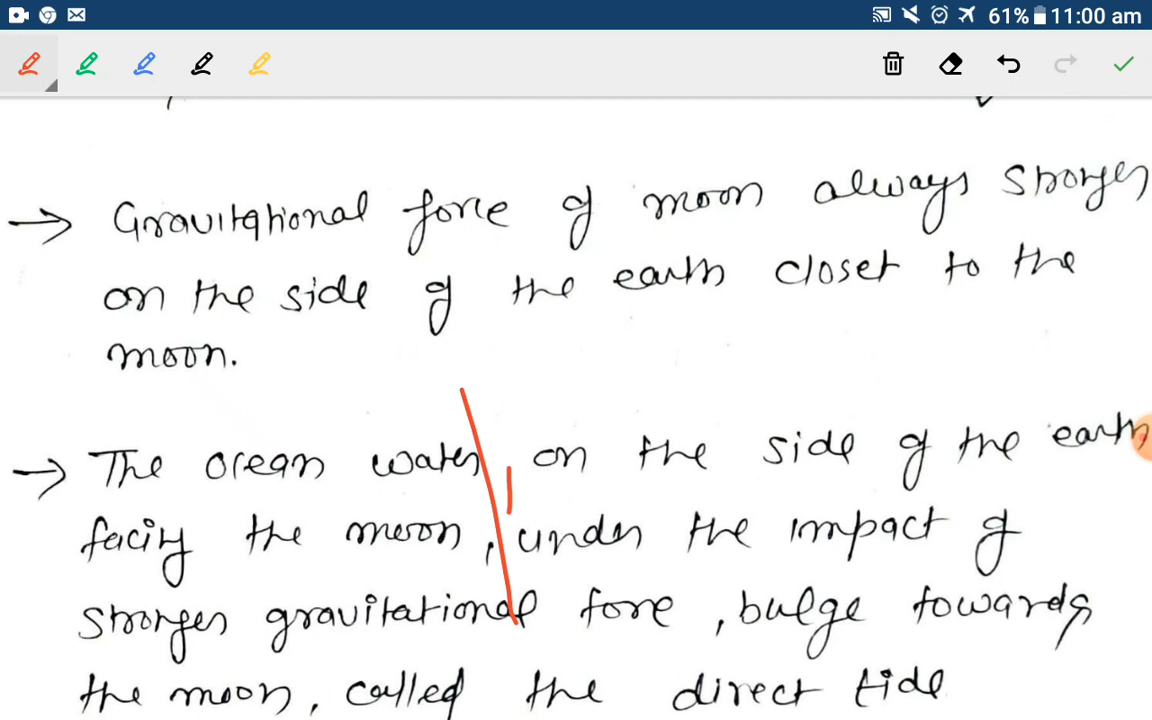 61% 11:00 am
→ Gravitational force of moon always stronger
on the side of the earth closet to the
moon.
→ The ocean water, on the side of the earth
facing the moon, under the impact of
stronger gravitational force, bulge towards
the moon, called the direct tide